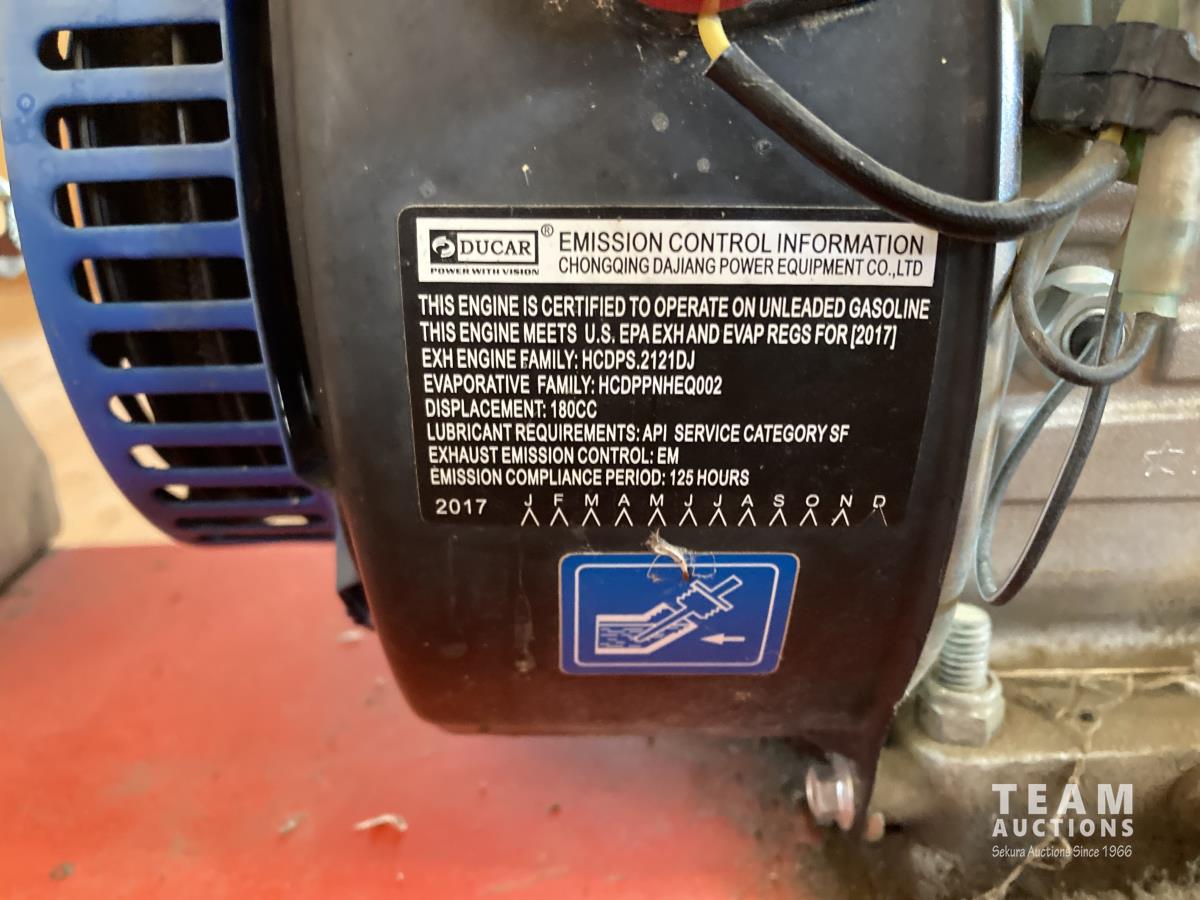 DUCAR® EMISSION CONTROL INFORMATION
POWER WITH VISION CHONGQING DAJIANG POWER EQUIPMENT CO.,LTD
THIS ENGINE IS CERTIFIED TO OPERATE ON UNLEADED GASOLINE
THIS ENGINE MEETS U.S. EPA EXH AND EVAP REGS FOR [2017]
EXH ENGINE FAMILY: HCDPS.2121DJ
EVAPORATIVE FAMILY: HCDPPNHEQ002
DISPLACEMENT: 180CC
LUBRICANT REQUIREMENTS: API SERVICE CATEGORY SF
EXHAUST EMISSION CONTROL: EM
EMISSION COMPLIANCE PERIOD: 125 HOURS
2017 J F M A M J J A S O N D
TEAM
AUCTIONS
Sekura Auctions Since 1966